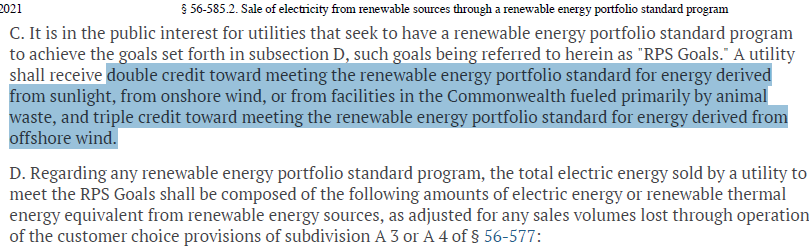 2021 § 56-585.2. Sale of electricity from renewable sources through a renewable energy portfolio standard program
C. It is in the public interest for utilities that seek to have a renewable energy portfolio standard program
to achieve the goals set forth in subsection D, such goals being referred to herein as "RPS Goals." A utility
shall receive double credit toward meeting the renewable energy portfolio standard for energy derived
from sunlight, from onshore wind, or from facilities in the Commonwealth fueled primarily by animal
waste, and triple credit toward meeting the renewable energy portfolio standard for energy derived from
offshore wind.
D. Regarding any renewable energy portfolio standard program, the total electric energy sold by a utility to
meet the RPS Goals shall be composed of the following amounts of electric energy or renewable thermal
energy equivalent from renewable energy sources, as adjusted for any sales volumes lost through operation
of the customer choice provisions of subdivision A 3 or A 4 of § 56-577: